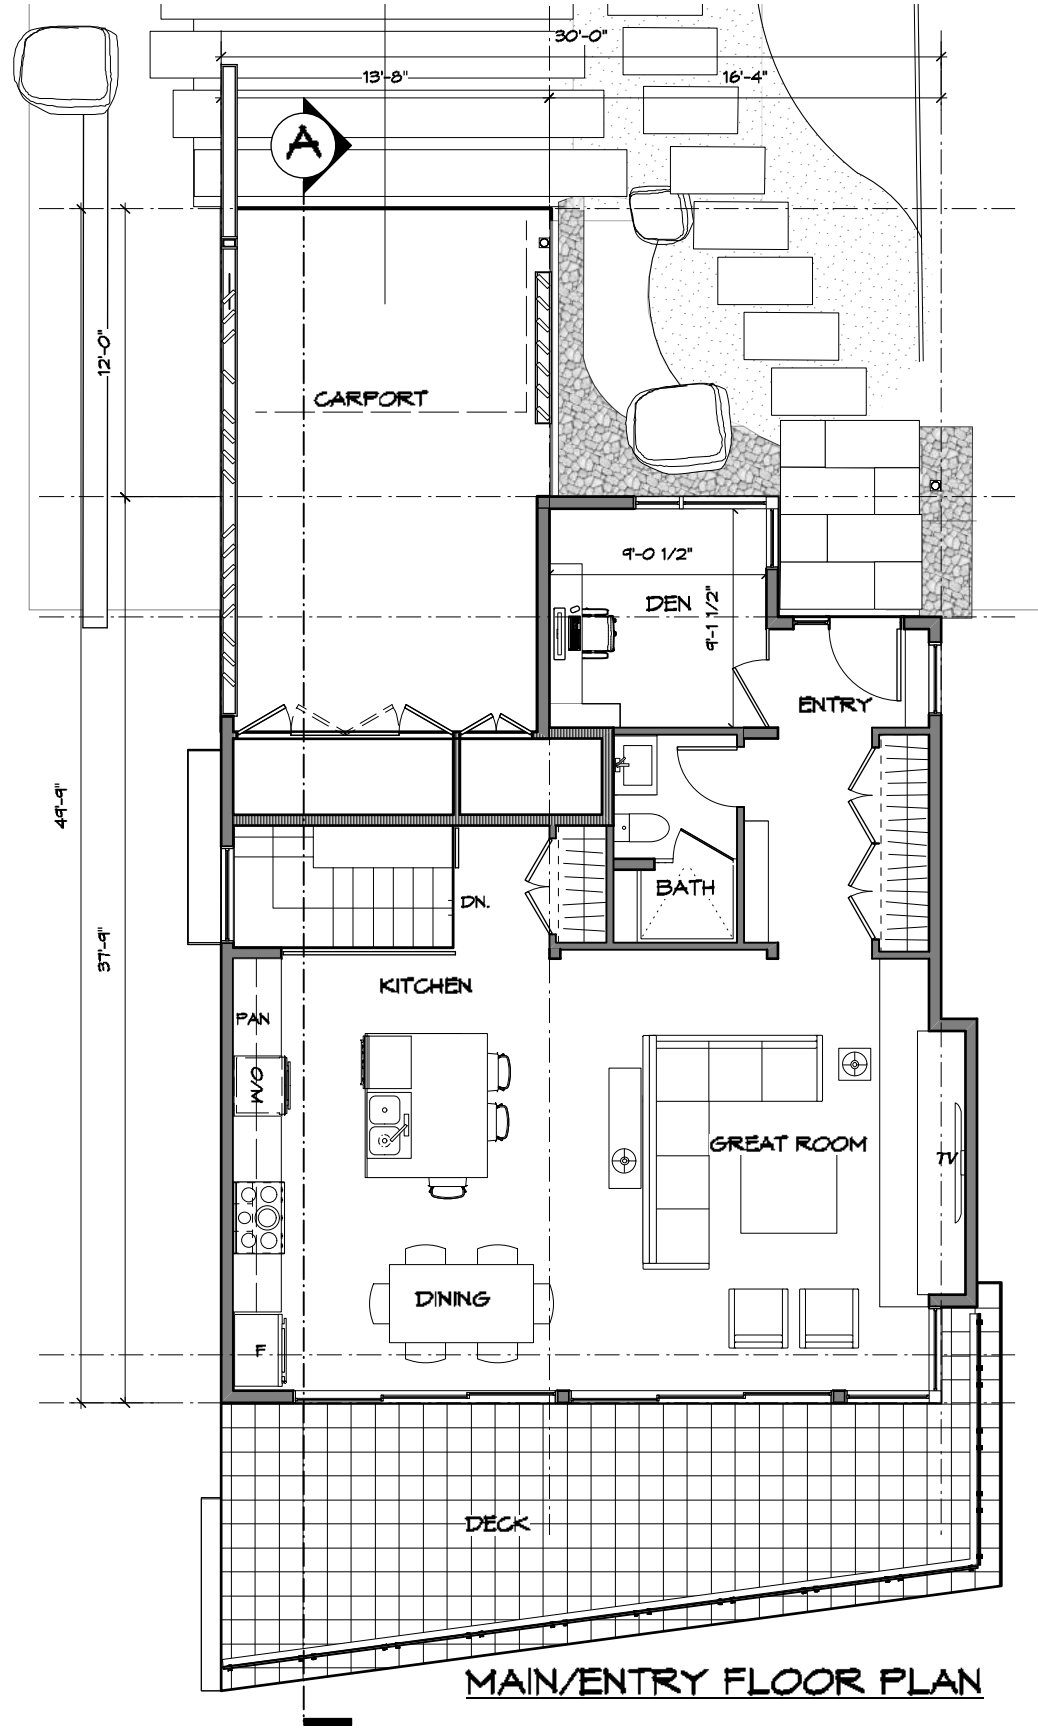 30'-0"
13'-8"
16'-4"
A
12'-0"
CARPORT
9'-0 1/2"
DEN
9'-1 1/2"
ENTRY
49'-9"
37'-9"
BATH
DN.
KITCHEN
PAN
M/O
GREAT ROOM
TV
DINING
F
DECK
MAIN/ENTRY FLOOR PLAN